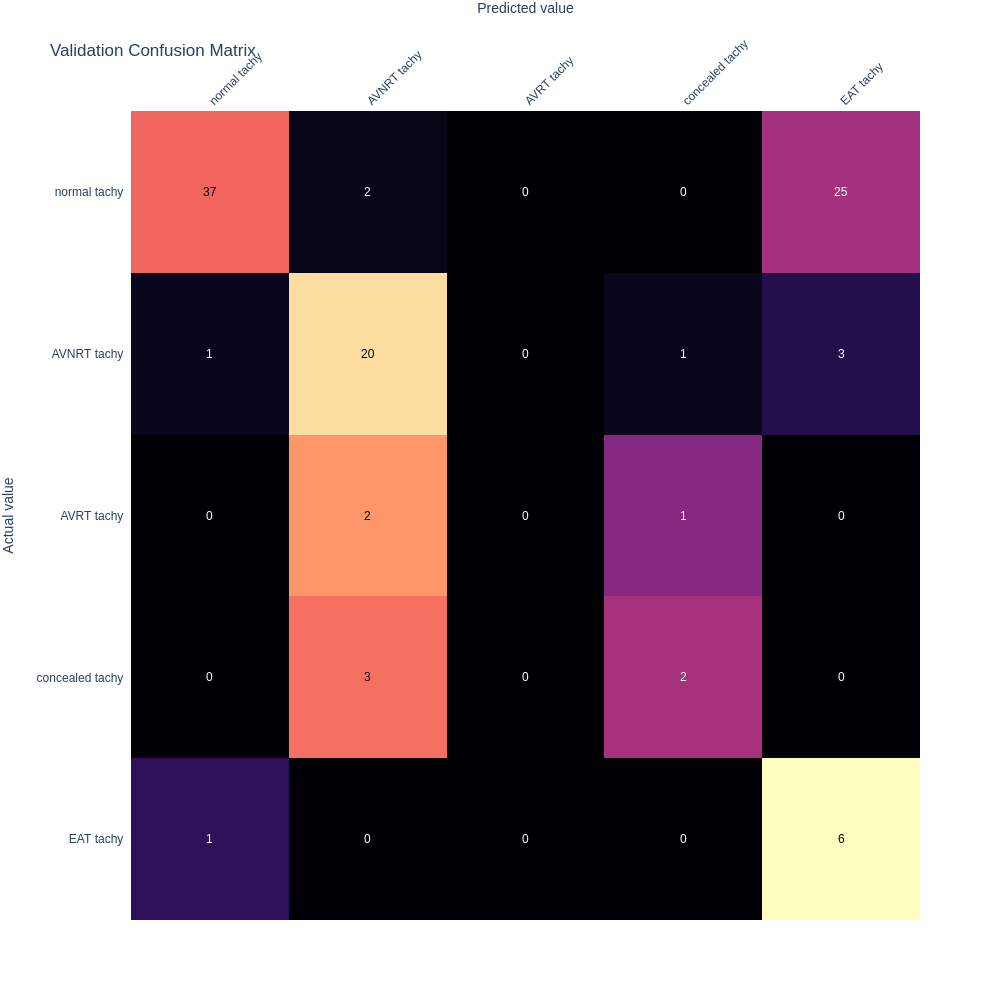 Predicted value
Validation Confusion Matrix
normal tachy
AVNRT tachy
AVRT tachy
concealed tachy
EAT tachy
Actual value
normal tachy 37 2 0 0 25
AVNRT tachy 1 20 0 1 3
AVRT tachy 0 2 0 1 0
concealed tachy 0 3 0 2 0
EAT tachy 1 0 0 0 6